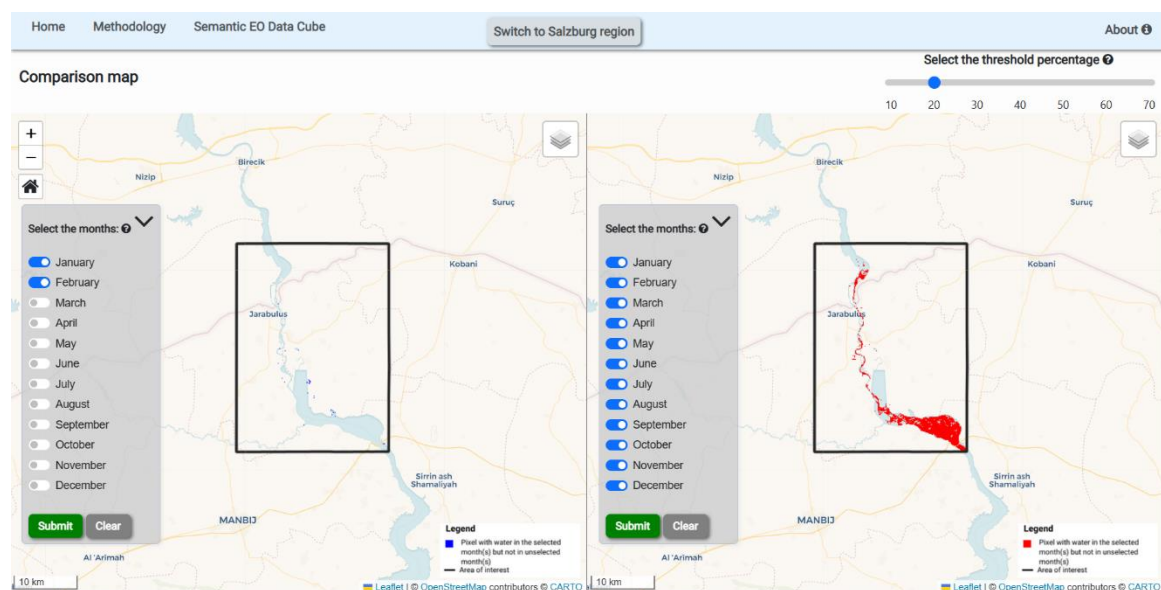 Home
Methodology
Semantic EO Data Cube
Switch to Salzburg region
About
Comparison map
Select the threshold percentage
10 20 30 40 50 60 70
+
−
Birecik
Nizip
Suruç
Kobani
Jarabulus
Sirrin ash
Shamaliyah
MANBIJ
Al 'Arimah
Select the months:
January
February
March
April
May
June
July
August
September
October
November
December
Submit Clear
Legend
Pixel with water in the selected
month(s) but not in unselected
month(s)
Area of interest
10 km
Leaflet | © OpenStreetMap contributors © CARTO
Birecik
Nizip
Suruç
Kobani
Jarabulus
Sirrin ash
Shamaliyah
MANBIJ
Al 'Arimah
Select the months:
January
February
March
April
May
June
July
August
September
October
November
December
Submit Clear
Legend
Pixel with water in the selected
month(s) but not in unselected
month(s)
Area of interest
10 km
Leaflet | © OpenStreetMap contributors © CARTO